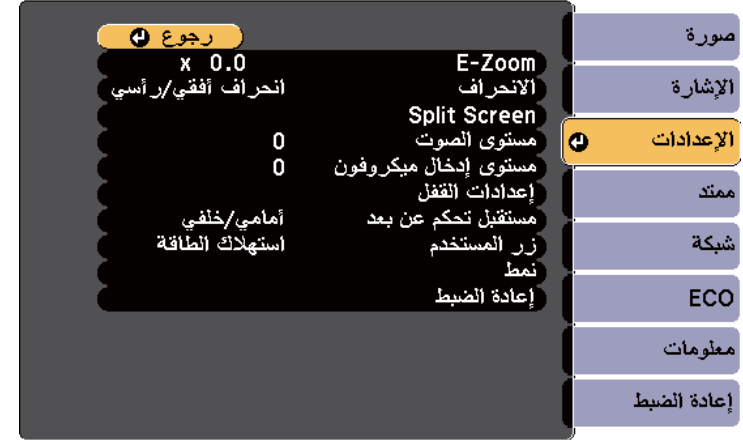 صورة
الإشارة
الإعدادات
ممتد
شبكة
ECO
معلومات
إعادة الضبط
رجوع
E-Zoom x 0.0
الانحراف انحراف أفقي/رأسي
Split Screen
مستوى الصوت 0
مستوى إدخال ميكروفون 0
إعدادات القفل
مستقبل تحكم عن بعد أمامي/خلفي
زر المستخدم استهلاك الطاقة
نمط
إعادة الضبط